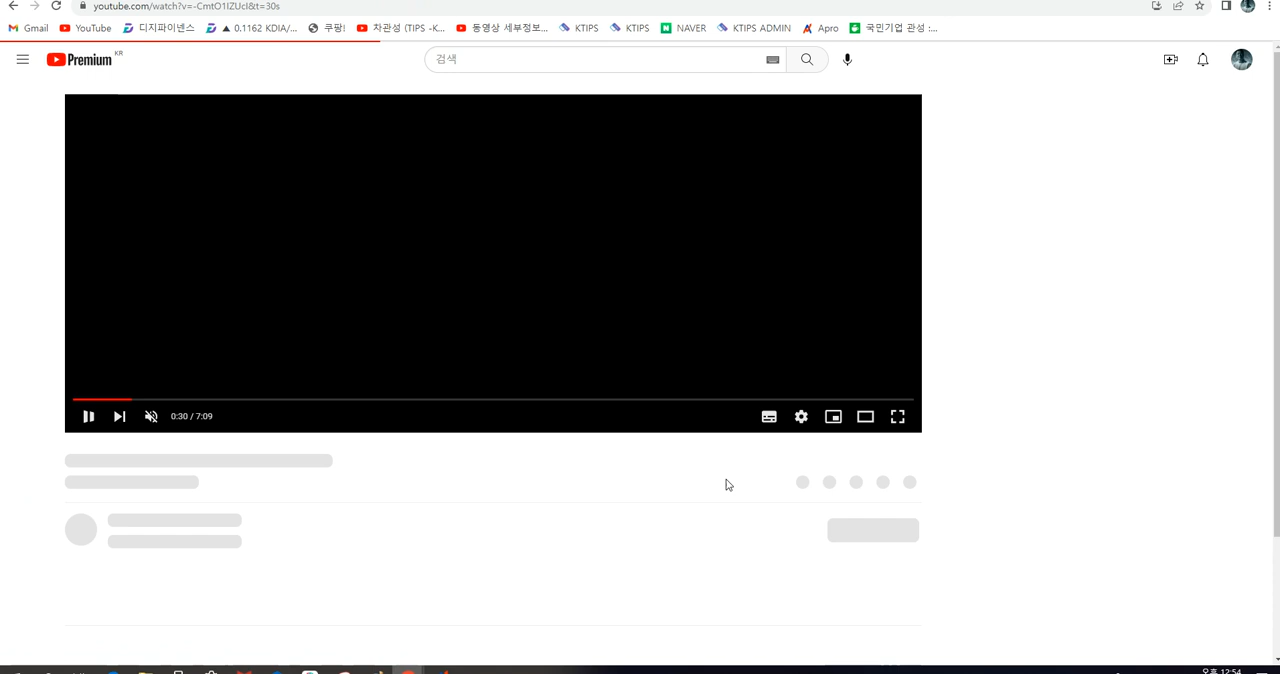 youtube.com/watch?v=-CmtO1IZUcI&t=30s
Gmail YouTube 디지파이넨스 ▲ 0.1162 KDIA/... 쿠팡! 차관성 (TIPS -K... 동영상 세부정보... KTIPS KTIPS NAVER KTIPS ADMIN Apro 국민기업 관성 :...
Premium KR 검색
0:30 / 7:09
오후 12:54